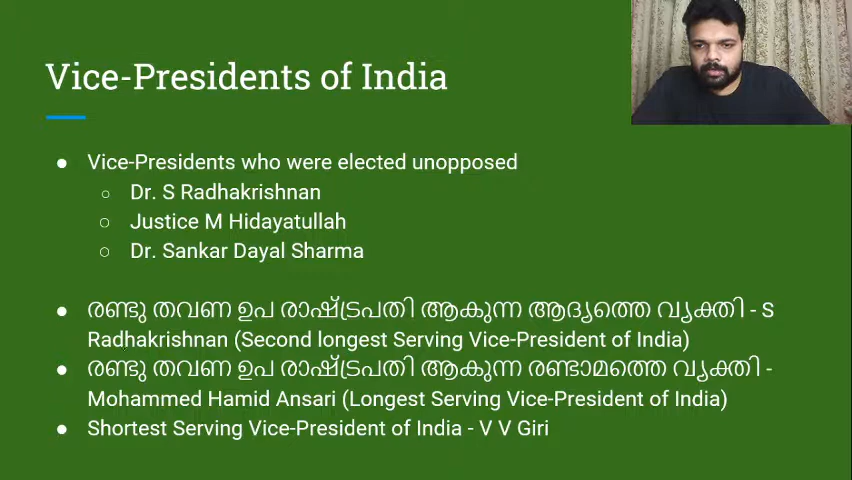 Vice-Presidents of India
● Vice-Presidents who were elected unopposed
○ Dr. S Radhakrishnan
○ Justice M Hidayatullah
○ Dr. Sankar Dayal Sharma
● രണ്ടു തവണ ഉപ രാഷ്ട്രപതി ആകുന്ന ആദ്യത്തെ വ്യക്തി - S
Radhakrishnan (Second longest Serving Vice-President of India)
● രണ്ടു തവണ ഉപ രാഷ്ട്രപതി ആകുന്ന രണ്ടാമത്തെ വ്യക്തി -
Mohammed Hamid Ansari (Longest Serving Vice-President of India)
● Shortest Serving Vice-President of India - V V Giri